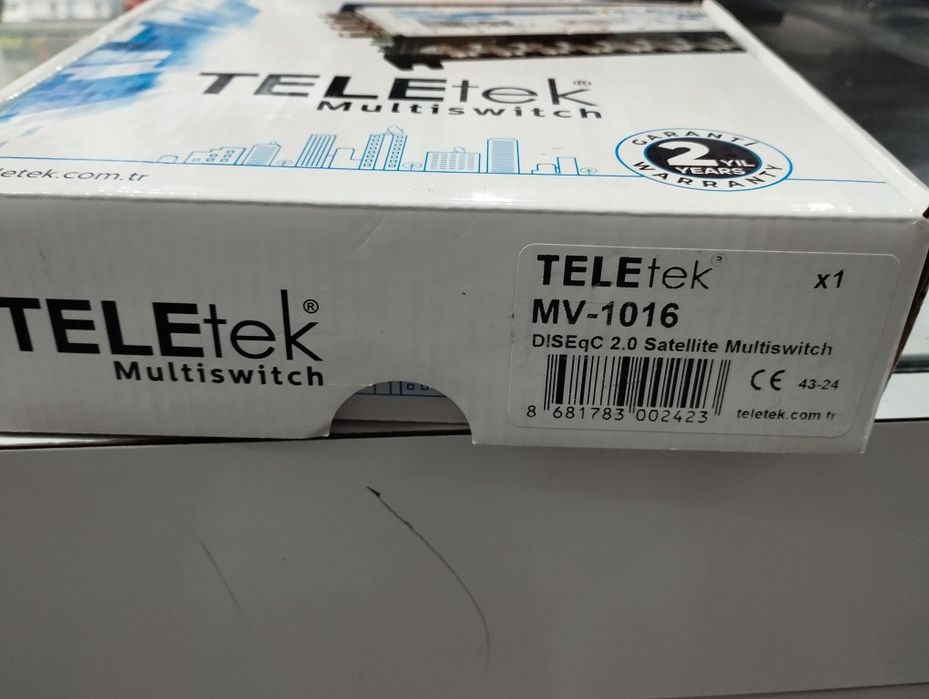 TELEtek®
Multiswitch
GARANTI
2 YIL
YEARS
WARRANTY
letek.com.tr
TELEtek®
Multiswitch
TELEtek®
x1
MV-1016
DISEqC 2.0 Satellite Multiswitch
CE 43-24
8 681783 002423
teletek.com.tr